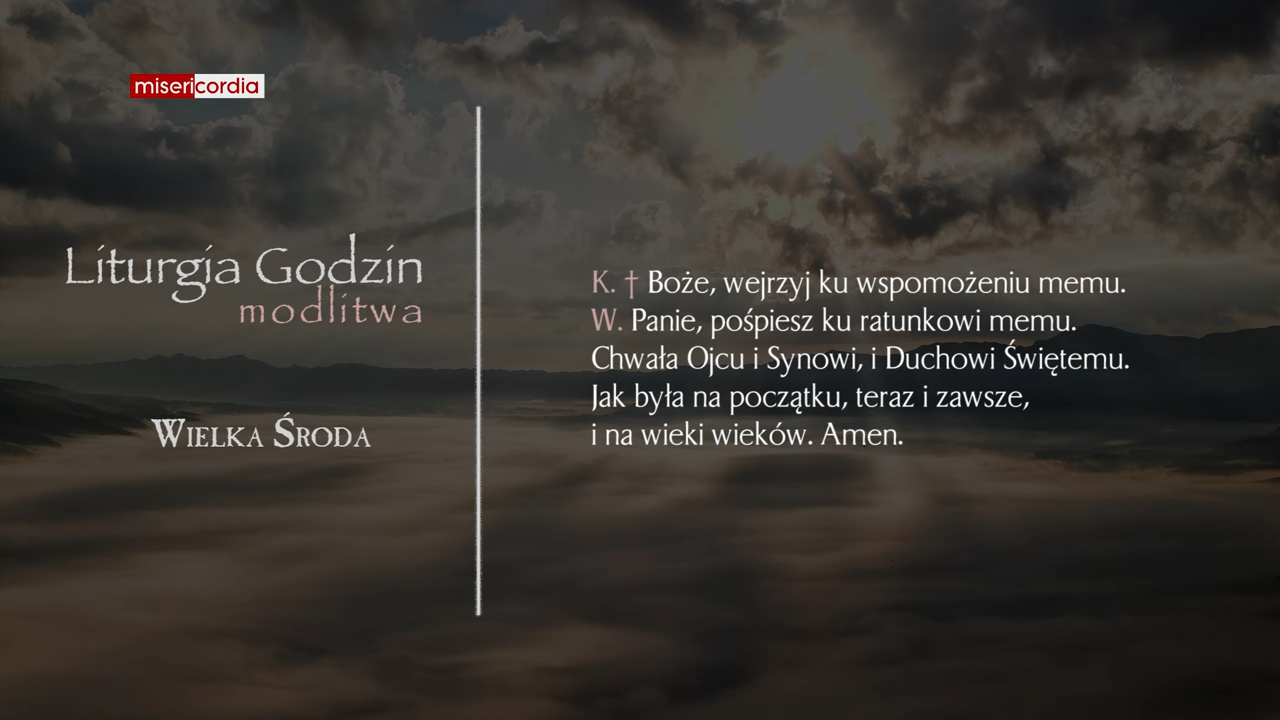 misericordia
Liturgia Godzin
modlitwa
Wielka Środa
K. † Boże, wejrzyj ku wspomożeniu memu.
W. Panie, pośpiesz ku ratunkowi memu.
Chwała Ojcu i Synowi, i Duchowi Świętemu.
Jak była na początku, teraz i zawsze,
i na wieki wieków. Amen.